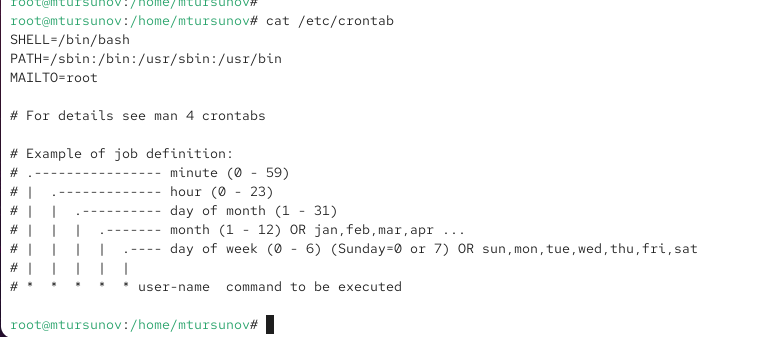 root@mtursunov:/home/mtursunov#
root@mtursunov:/home/mtursunov# cat /etc/crontab
SHELL=/bin/bash
PATH=/sbin:/bin:/usr/sbin:/usr/bin
MAILTO=root

# For details see man 4 crontabs

# Example of job definition:
# .---------------- minute (0 - 59)
# |  .------------- hour (0 - 23)
# |  |  .---------- day of month (1 - 31)
# |  |  |  .------- month (1 - 12) OR jan,feb,mar,apr ...
# |  |  |  |  .---- day of week (0 - 6) (Sunday=0 or 7) OR sun,mon,tue,wed,thu,fri,sat
# |  |  |  |  |
# *  *  *  *  * user-name  command to be executed

root@mtursunov:/home/mtursunov#